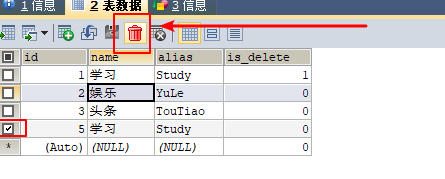 1 信息 2 表数据 3 信息
id name alias is_delete
1 学习 Study 1
2 娱乐 YuLe 0
3 头条 TouTiao 0
5 学习 Study 0
* (Auto) (NULL) (NULL) 0